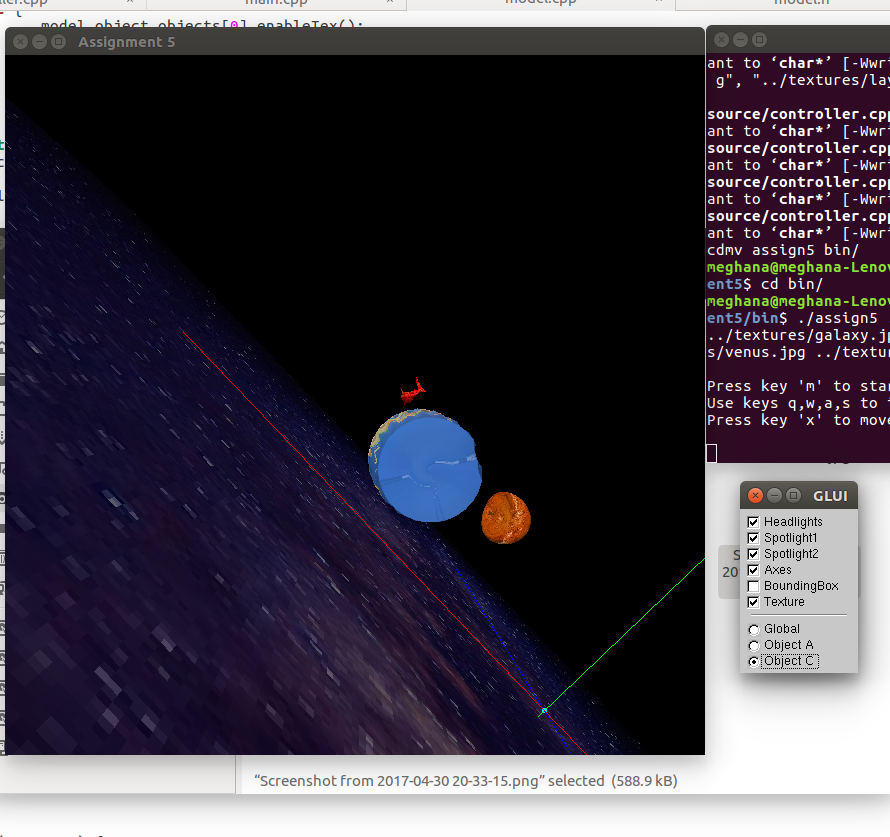 ller.cpp
main.cpp
model.cpp
model.h
model.object.objects[0].enableTex();
Assignment 5
ant to ‘char*’ [-Wwri
g", "../textures/lay
source/controller.cpp
ant to ‘char*’ [-Wwri
source/controller.cpp
ant to ‘char*’ [-Wwri
source/controller.cpp
ant to ‘char*’ [-Wwri
source/controller.cpp
ant to ‘char*’ [-Wwri
cdmv assign5 bin/
meghana@meghana-Lenov
ent5$ cd bin/
meghana@meghana-Lenov
ent5/bin$ ./assign5
../textures/galaxy.jp
s/venus.jpg ../textur
Press key 'm' to star
Use keys q,w,a,s to
Press key 'x' to move
GLUI
Headlights
Spotlight1
Spotlight2
Axes
BoundingBox
Texture
Global
Object A
Object C
S
20
“Screenshot from 2017-04-30 20-33-15.png” selected (588.9 kB)